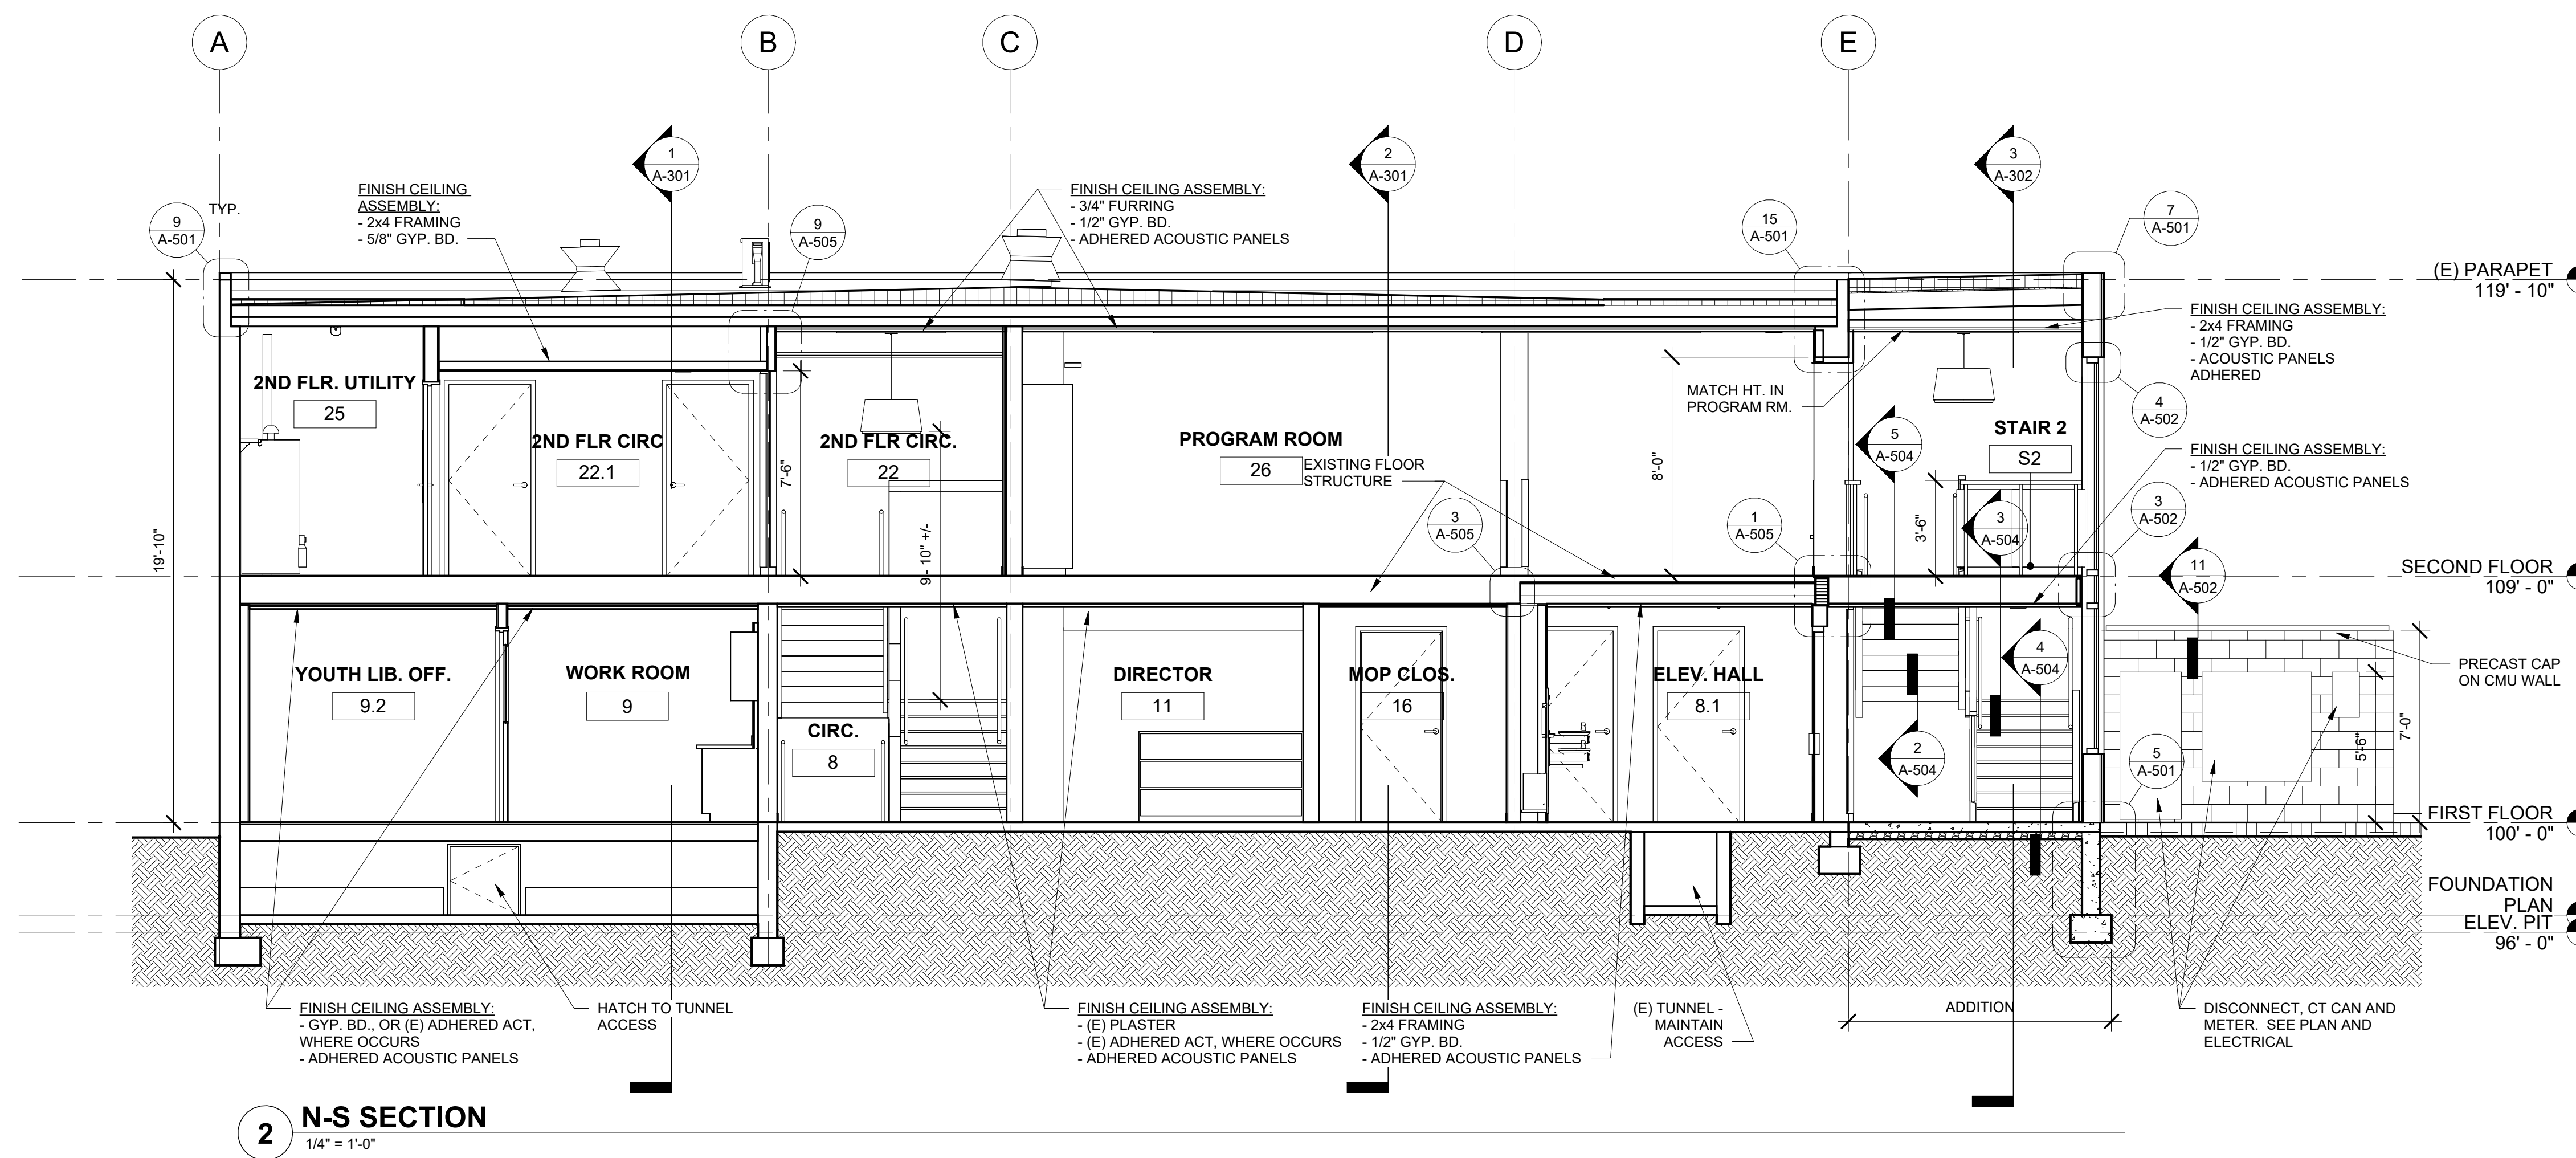 A
B
C
D
E
1
A-301
2
A-301
3
A-302
FINISH CEILING
ASSEMBLY:
- 2x4 FRAMING
- 5/8" GYP. BD.
FINISH CEILING ASSEMBLY:
- 3/4" FURRING
- 1/2" GYP. BD.
- ADHERED ACOUSTIC PANELS
9
A-501
TYP.
9
A-505
15
A-501
7
A-501
(E) PARAPET
119' - 10"
FINISH CEILING ASSEMBLY:
- 2x4 FRAMING
- 1/2" GYP. BD.
- ACOUSTIC PANELS
ADHERED
MATCH HT. IN
PROGRAM RM.
4
A-502
2ND FLR. UTILITY
25
2ND FLR CIRC
22.1
2ND FLR CIRC.
22
PROGRAM ROOM
26
EXISTING FLOOR
STRUCTURE
STAIR 2
S2
5
A-504
FINISH CEILING ASSEMBLY:
- 1/2" GYP. BD.
- ADHERED ACOUSTIC PANELS
7'-6"
8'-0"
3'-6"
9'- 10" +/-
19'-10"
3
A-505
1
A-505
3
A-504
3
A-502
11
A-502
SECOND FLOOR
109' - 0"
YOUTH LIB. OFF.
9.2
WORK ROOM
9
CIRC.
8
DIRECTOR
11
MOP CLOS.
16
ELEV. HALL
8.1
4
A-504
2
A-504
5
A-501
5'-6"
7'-0"
PRECAST CAP
ON CMU WALL
FIRST FLOOR
100' - 0"
FOUNDATION
PLAN
ELEV. PIT
96' - 0"
FINISH CEILING ASSEMBLY:
- GYP. BD., OR (E) ADHERED ACT,
WHERE OCCURS
- ADHERED ACOUSTIC PANELS
HATCH TO TUNNEL
ACCESS
FINISH CEILING ASSEMBLY:
- (E) PLASTER
- (E) ADHERED ACT, WHERE OCCURS
- ADHERED ACOUSTIC PANELS
FINISH CEILING ASSEMBLY:
- 2x4 FRAMING
- 1/2" GYP. BD.
- ADHERED ACOUSTIC PANELS
(E) TUNNEL -
MAINTAIN
ACCESS
ADDITION
DISCONNECT, CT CAN AND
METER. SEE PLAN AND
ELECTRICAL
2
N-S SECTION
1/4" = 1'-0"